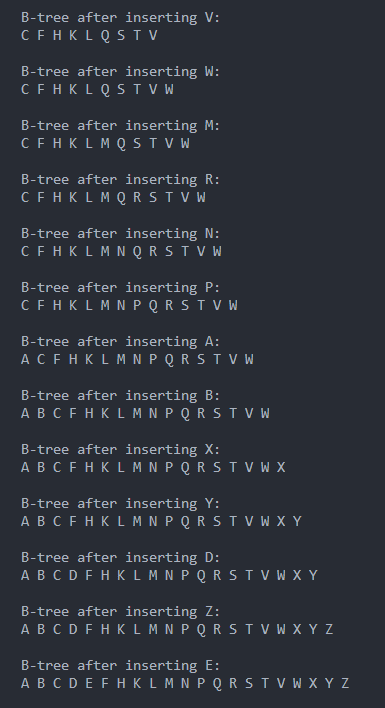 B-tree after inserting V:
C F H K L Q S T V
B-tree after inserting W:
C F H K L Q S T V W
B-tree after inserting M:
C F H K L M Q S T V W
B-tree after inserting R:
C F H K L M Q R S T V W
B-tree after inserting N:
C F H K L M N Q R S T V W
B-tree after inserting P:
C F H K L M N P Q R S T V W
B-tree after inserting A:
A C F H K L M N P Q R S T V W
B-tree after inserting B:
A B C F H K L M N P Q R S T V W
B-tree after inserting X:
A B C F H K L M N P Q R S T V W X
B-tree after inserting Y:
A B C F H K L M N P Q R S T V W X Y
B-tree after inserting D:
A B C D F H K L M N P Q R S T V W X Y
B-tree after inserting Z:
A B C D F H K L M N P Q R S T V W X Y Z
B-tree after inserting E:
A B C D E F H K L M N P Q R S T V W X Y Z